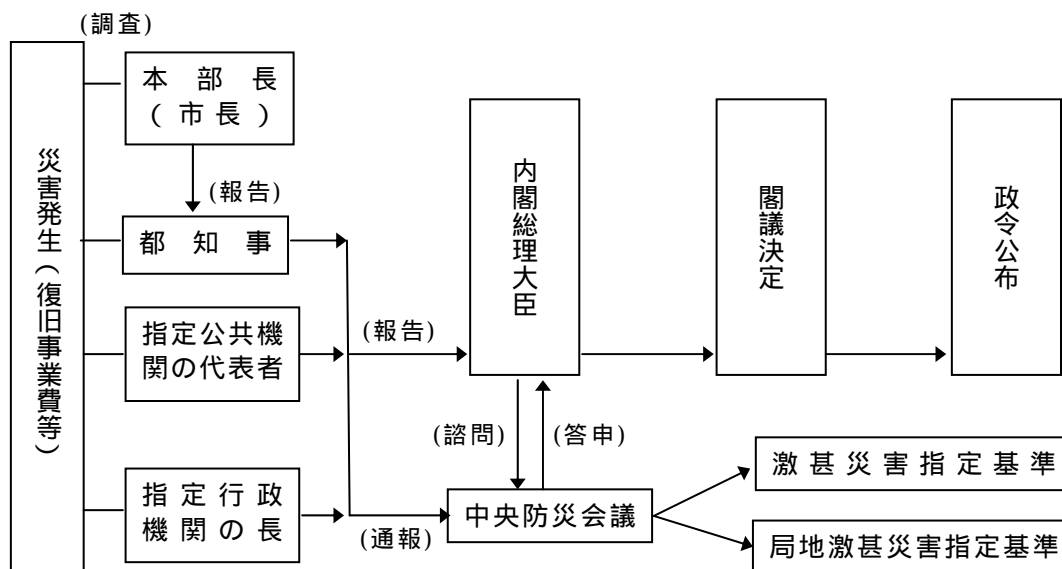 (調査)
災害発生（復旧事業費等）
本部長
（市長）
(報告)
都知事
指定公共機
関の代表者
指定行政
機関の長
(報告)
(通報)
内閣総理大臣
(諮問)
(答申)
中央防災会議
閣議決定
政令公布
激甚災害指定基準
局地激甚災害指定基準